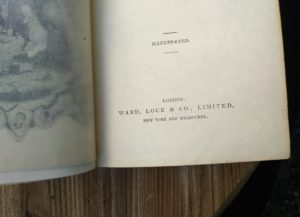 ILLUSTRATED.
LONDON:
WARD, LOCK & CO., LIMITED,
NEW YORK AND MELBOURNE.